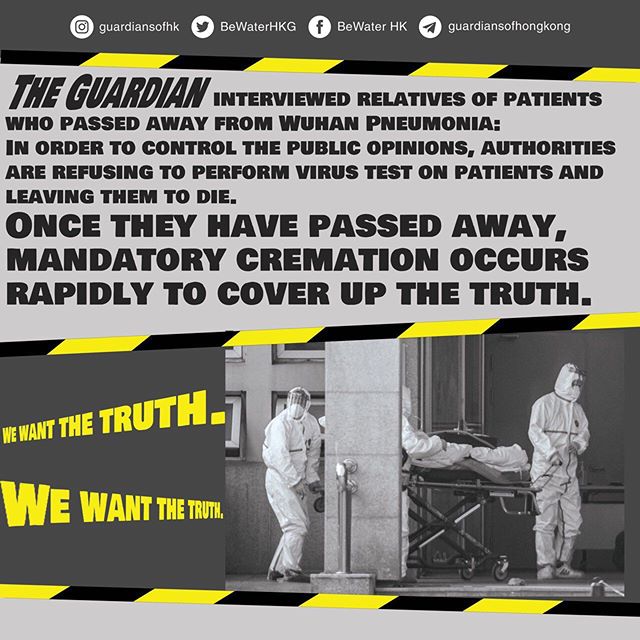 guardiansofhk BeWaterHKG BeWater HK guardiansofhongkong
The Guardian interviewed relatives of patients
who passed away from Wuhan Pneumonia:
In order to control the public opinions, authorities
are refusing to perform virus test on patients and
leaving them to die.
Once they have passed away,
mandatory cremation occurs
rapidly to cover up the truth.
We want the truth.
We want the truth.